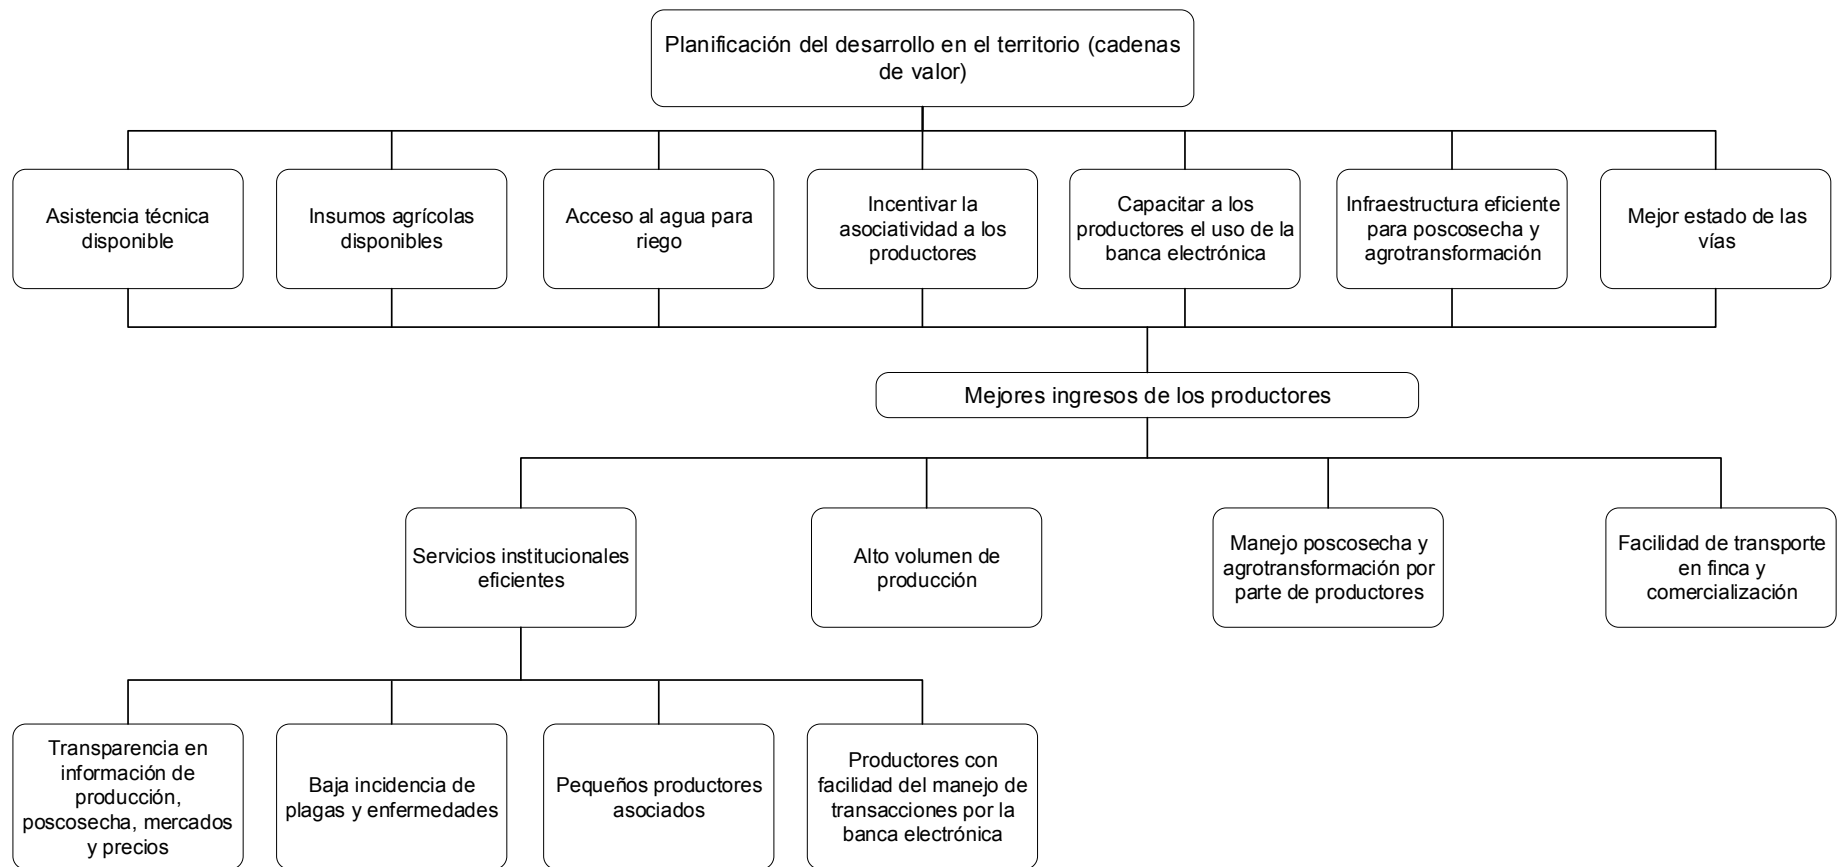 Planificación del desarrollo en el territorio (cadenas
de valor)
Asistencia técnica
disponible
Insumos agrícolas
disponibles
Acceso al agua para
riego
Incentivar la
asociatividad a los
productores
Capacitar a los
productores el uso de la
banca electrónica
Infraestructura eficiente
para poscosecha y
agrotransformación
Mejor estado de las
vías
Mejores ingresos de los productores
Servicios institucionales
eficientes
Alto volumen de
producción
Manejo poscosecha y
agrotransformación por
parte de productores
Facilidad de transporte
en finca y
comercialización
Transparencia en
información de
producción,
poscosecha, mercados
y precios
Baja incidencia de
plagas y enfermedades
Pequeños productores
asociados
Productores con
facilidad del manejo de
transacciones por la
banca electrónica